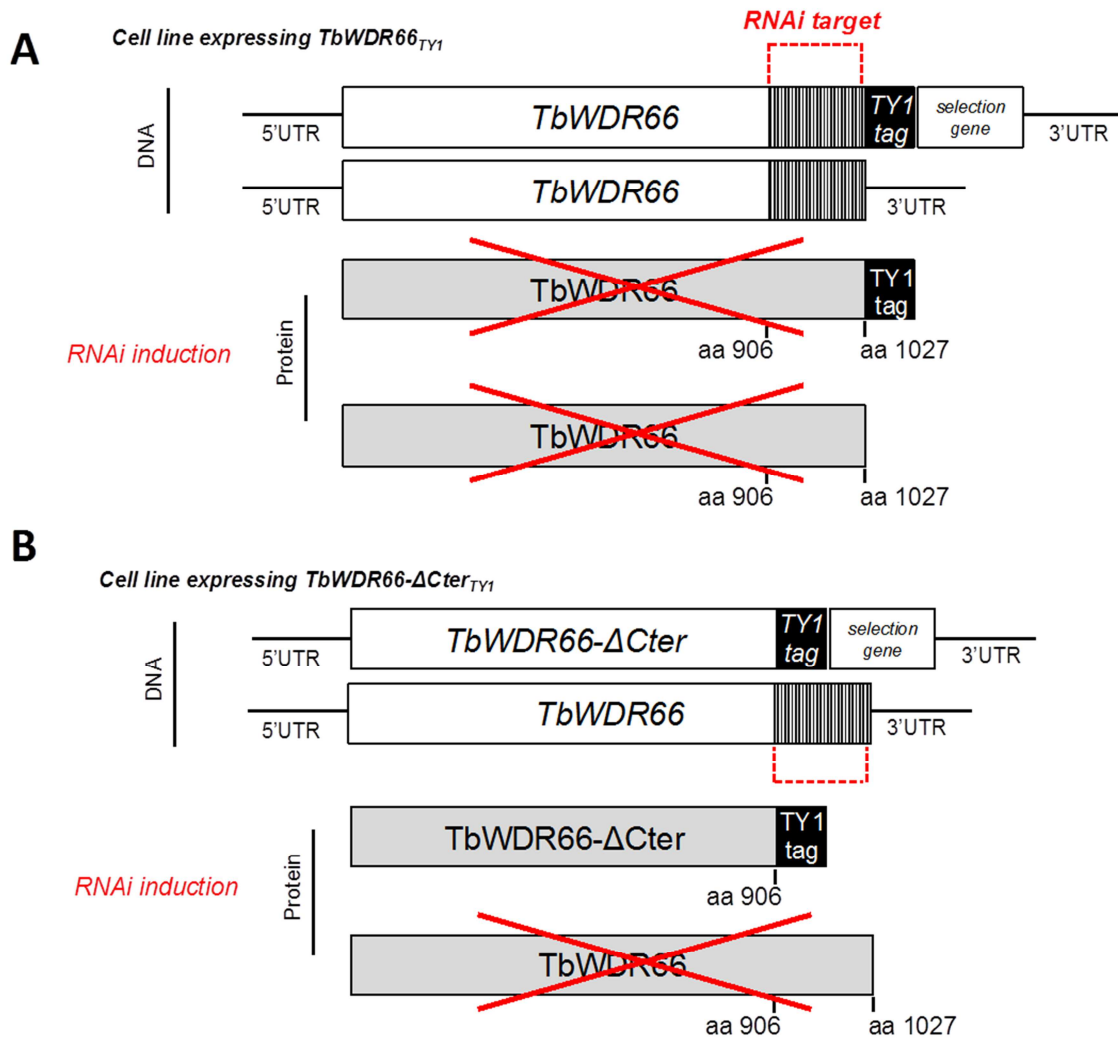 A
Cell line expressing TbWDR66TY1
RNAi target
DNA
5'UTR
TbWDR66
TY1
tag
selection
gene
3'UTR
5'UTR
TbWDR66
3'UTR
RNAi induction
Protein
TbWDR66
TY1
tag
aa 906
aa 1027
TbWDR66
aa 906
aa 1027
B
Cell line expressing TbWDR66-ΔCterTY1
DNA
5'UTR
TbWDR66-ΔCter
TY1
tag
selection
gene
3'UTR
5'UTR
TbWDR66
3'UTR
RNAi induction
Protein
TbWDR66-ΔCter
TY1
tag
aa 906
TbWDR66
aa 906
aa 1027